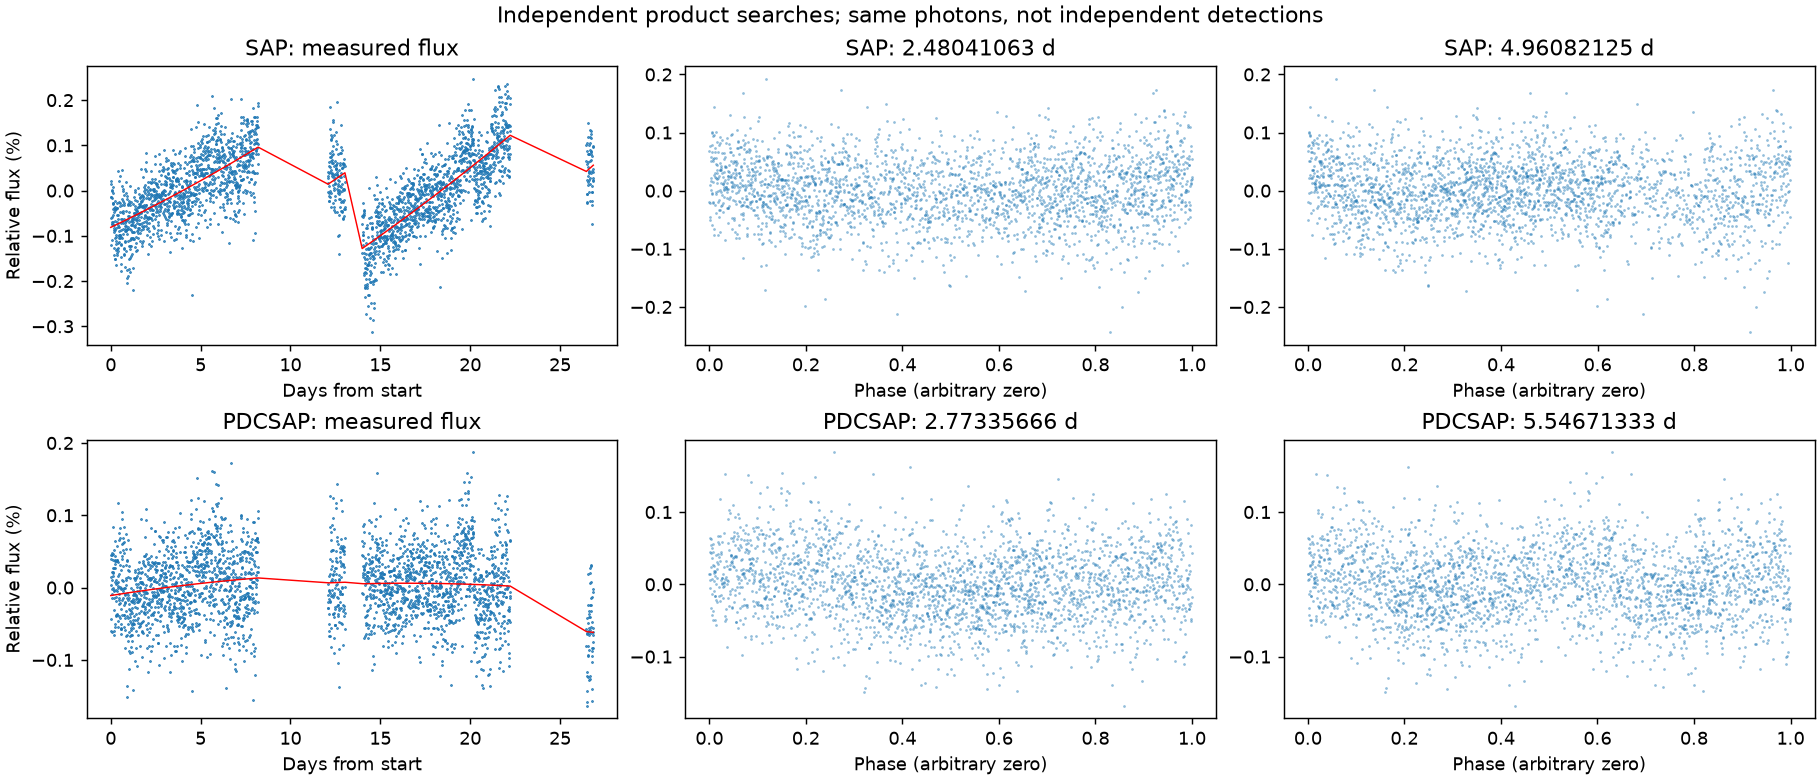 Independent product searches; same photons, not independent detections
SAP: measured flux
Relative flux (%)
0.2
0.1
0.0
−0.1
−0.2
−0.3
0 5 10 15 20 25
Days from start
SAP: 2.48041063 d
0.2
0.1
0.0
−0.1
−0.2
0.0 0.2 0.4 0.6 0.8 1.0
Phase (arbitrary zero)
SAP: 4.96082125 d
0.2
0.1
0.0
−0.1
−0.2
0.0 0.2 0.4 0.6 0.8 1.0
Phase (arbitrary zero)
PDCSAP: measured flux
Relative flux (%)
0.2
0.1
0.0
−0.1
0 5 10 15 20 25
Days from start
PDCSAP: 2.77335666 d
0.1
0.0
−0.1
0.0 0.2 0.4 0.6 0.8 1.0
Phase (arbitrary zero)
PDCSAP: 5.54671333 d
0.1
0.0
−0.1
0.0 0.2 0.4 0.6 0.8 1.0
Phase (arbitrary zero)